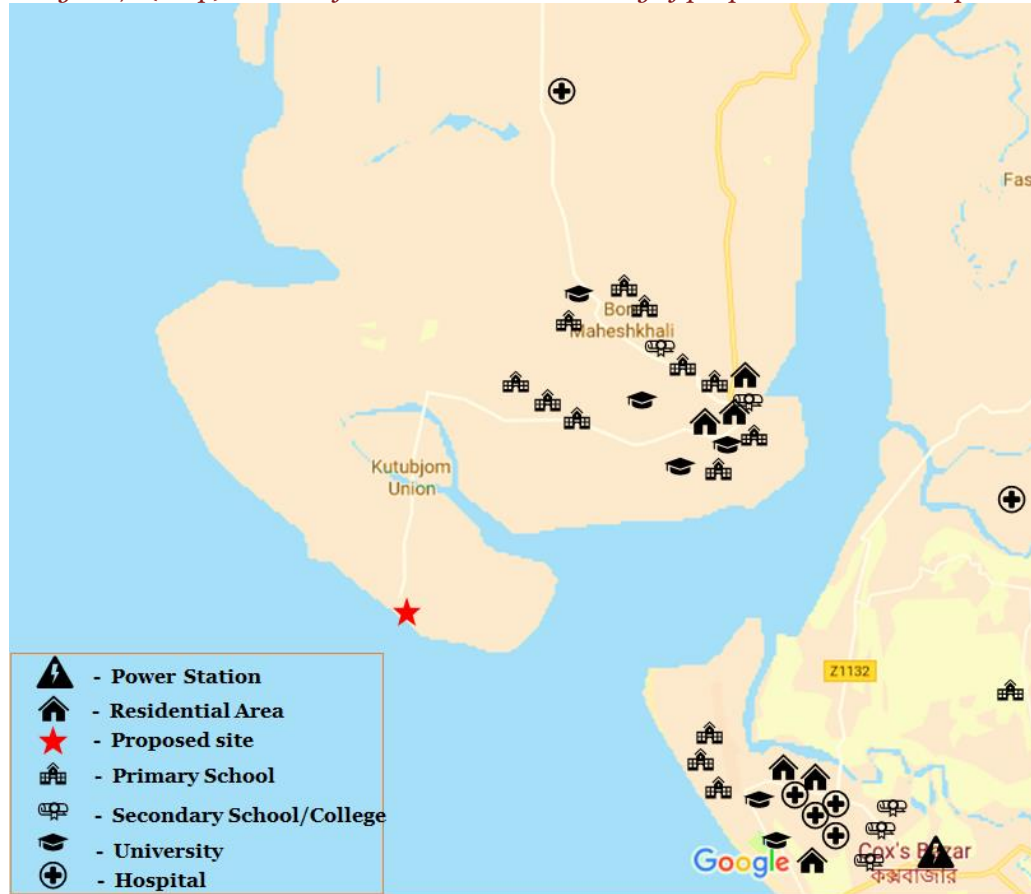 Fas
Bor
Maheshkhali
Kutubjom
Union
Z1132
- Power Station
- Residential Area
- Proposed site
- Primary School
- Secondary School/College
- University
- Hospital
Google
Cox's Bazar
কক্সবাজার